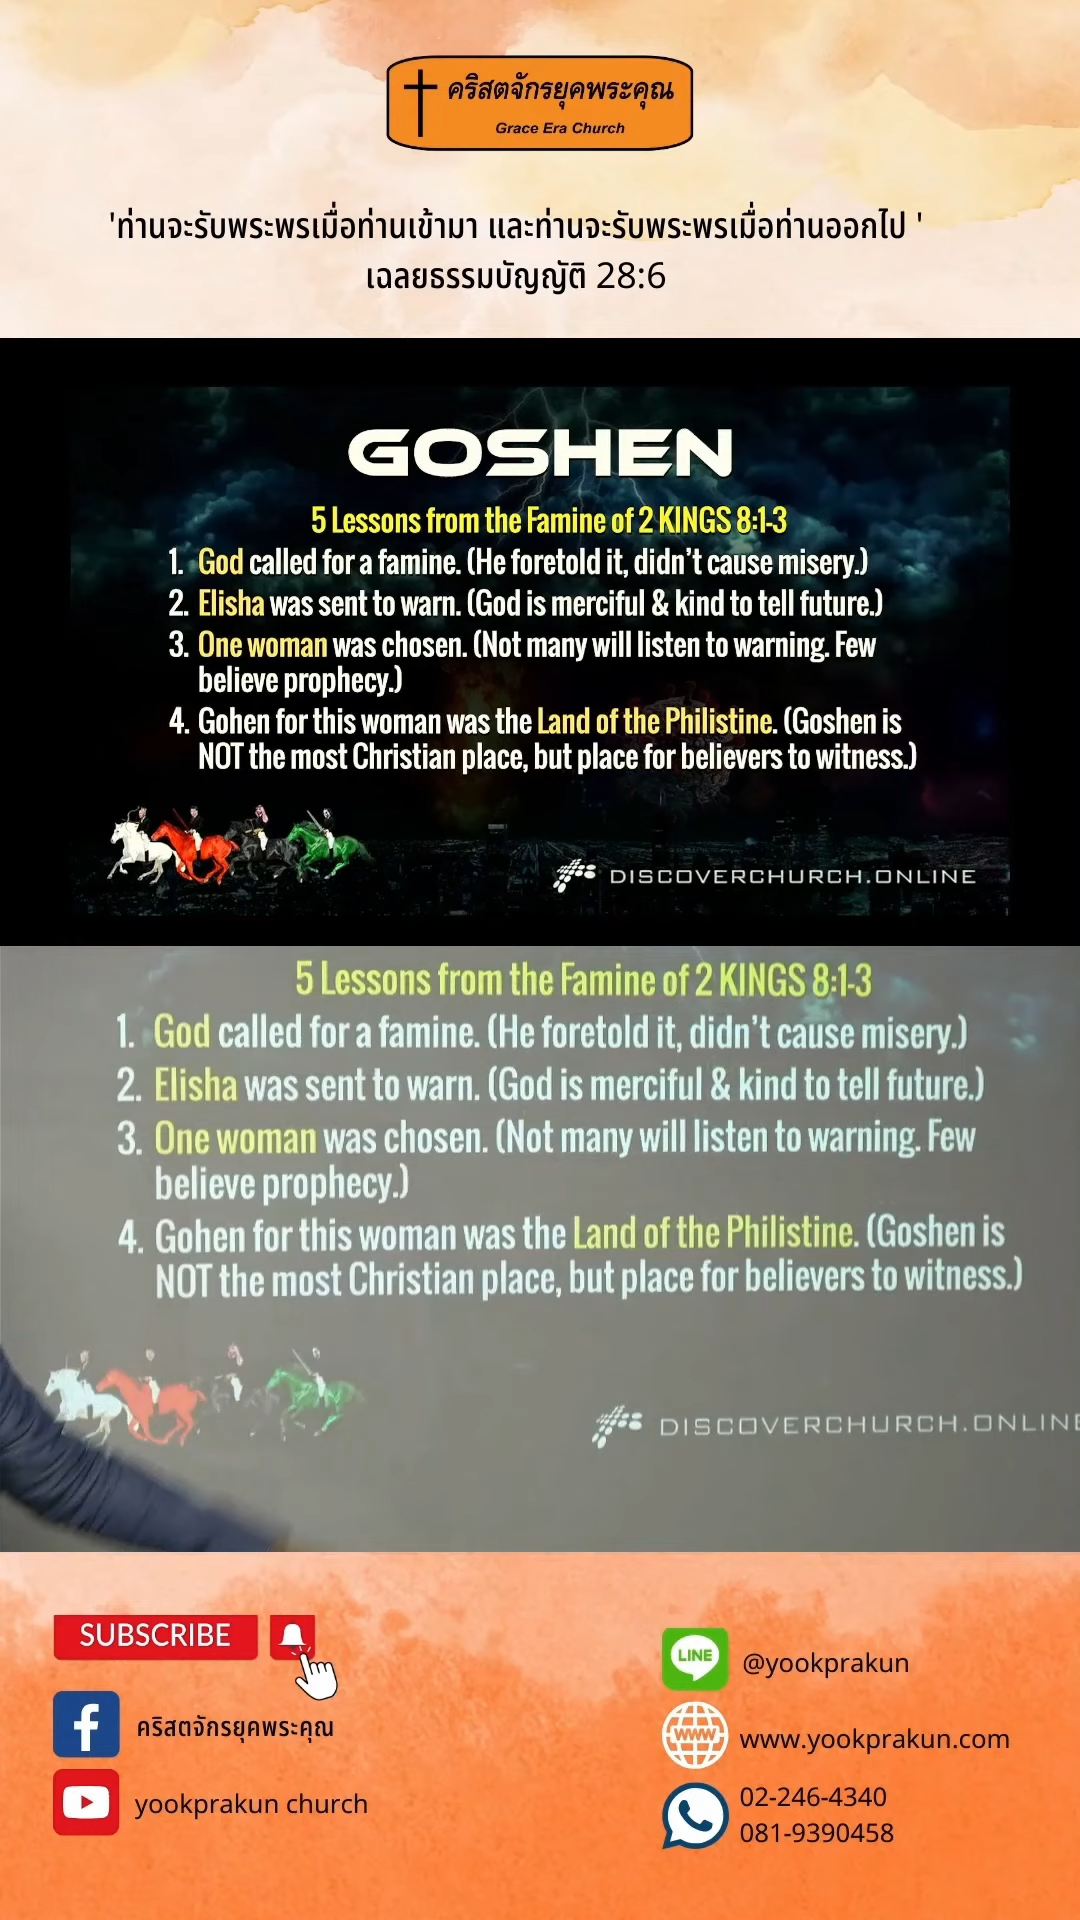 คริสตจักรยุคพระคุณ
Grace Era Church
'ท่านจะรับพระพรเมื่อท่านเข้ามา และท่านจะรับพระพรเมื่อท่านออกไป '
เฉลยธรรมบัญญัติ 28:6
GOSHEN
5 Lessons from the Famine of 2 KINGS 8:1-3
1. God called for a famine. (He foretold it, didn't cause misery.)
2. Elisha was sent to warn. (God is merciful & kind to tell future.)
3. One woman was chosen. (Not many will listen to warning. Few
believe prophecy.)
4. Gohen for this woman was the Land of the Philistine. (Goshen is
NOT the most Christian place, but place for believers to witness.)
DISCOVERCHURCH.ONLINE
5 Lessons from the Famine of 2 KINGS 8:1-3
1. God called for a famine. (He foretold it, didn't cause misery.)
2. Elisha was sent to warn. (God is merciful & kind to tell future.)
3. One woman was chosen. (Not many will listen to warning. Few
believe prophecy.)
4. Gohen for this woman was the Land of the Philistine. (Goshen is
NOT the most Christian place, but place for believers to witness.)
DISCOVERCHURCH.ONLINE
SUBSCRIBE
คริสตจักรยุคพระคุณ
yookprakun church
LINE
@yookprakun
WWW
www.yookprakun.com
02-246-4340
081-9390458